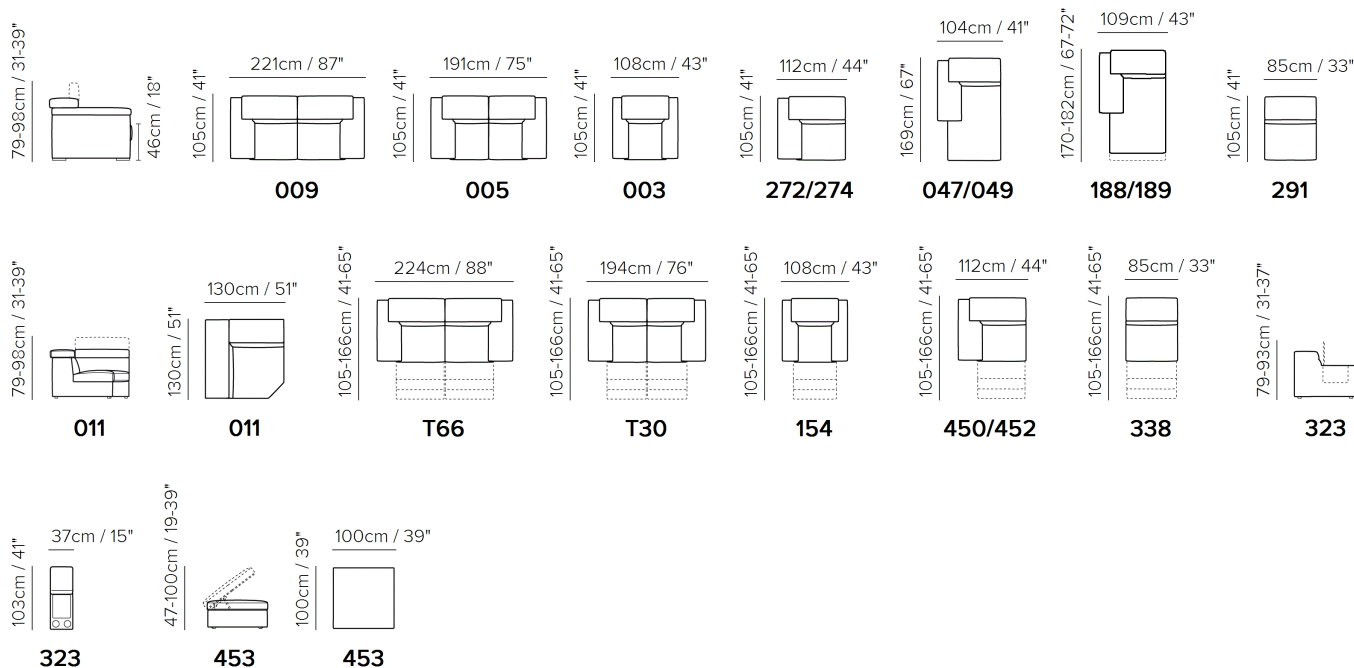 79-98cm / 31-39"
46cm / 18"
221cm / 87"
105cm / 41"
009
191cm / 75"
105cm / 41"
005
108cm / 43"
105cm / 41"
003
112cm / 44"
105cm / 41"
272/274
104cm / 41"
169cm / 67"
047/049
109cm / 43"
170-182cm / 67-72"
188/189
85cm / 33"
105cm / 41"
291
79-98cm / 31-39"
011
130cm / 51"
130cm / 51"
011
224cm / 88"
105-166cm / 41-65"
T66
194cm / 76"
105-166cm / 41-65"
T30
108cm / 43"
105-166cm / 41-65"
154
112cm / 44"
105-166cm / 41-65"
450/452
85cm / 33"
105-166cm / 41-65"
338
79-93cm / 31-37"
323
37cm / 15"
103cm / 41"
323
47-100cm / 19-39"
453
100cm / 39"
100cm / 39"
453